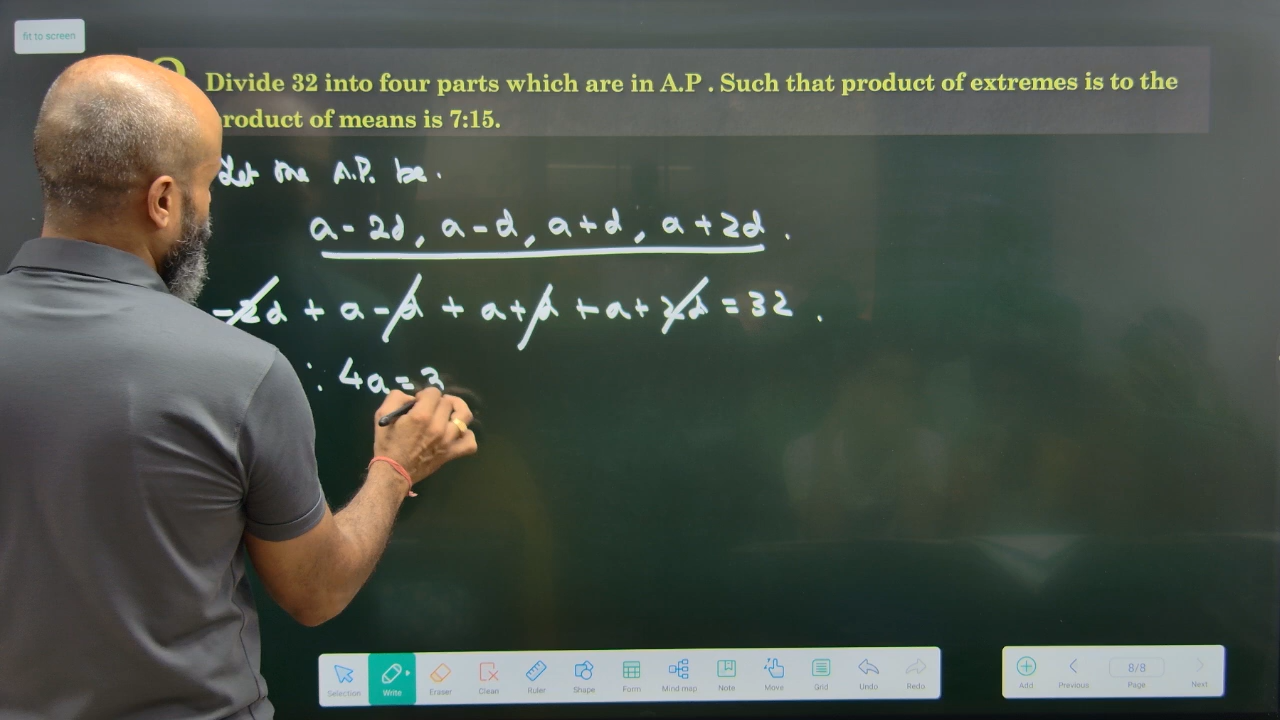 fit to screen
Divide 32 into four parts which are in A.P . Such that product of extremes is to the
roduct of means is 7:15.
Let the A.P. be.
a - 2d, a - d, a + d, a + 2d .
- 2d + a - d + a + d + a + 2d = 32 .
∴ 4a = 3
Selection Write Eraser Clean Ruler Shape Form Mind map Note Move Grid Undo Redo
Add Previous 8/8 Page Next